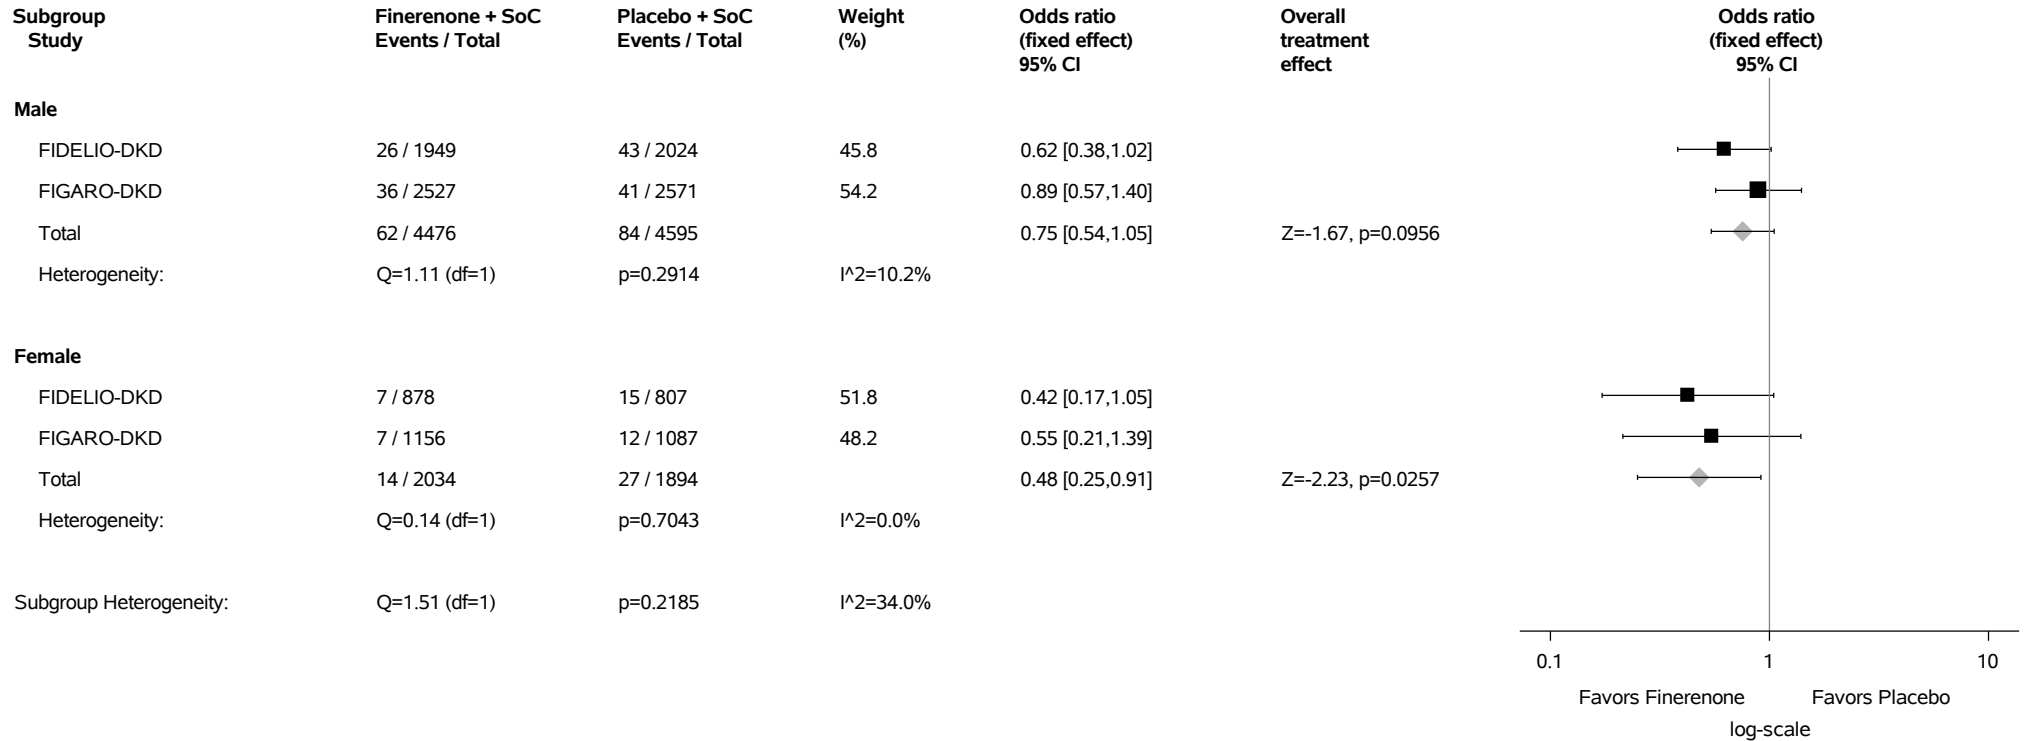 Subgroup Finerenone + SoC Placebo + SoC Weight Odds ratio Overall Odds ratio
Study Events / Total Events / Total (%) (fixed effect) treatment (fixed effect)
95% CI effect 95% CI
Male
FIDELIO-DKD 26 / 1949 43 / 2024 45.8 0.62 [0.38,1.02]
FIGARO-DKD 36 / 2527 41 / 2571 54.2 0.89 [0.57,1.40]
Total 62 / 4476 84 / 4595 0.75 [0.54,1.05] Z=-1.67, p=0.0956
Heterogeneity: Q=1.11 (df=1) p=0.2914 I^2=10.2%
Female
FIDELIO-DKD 7 / 878 15 / 807 51.8 0.42 [0.17,1.05]
FIGARO-DKD 7 / 1156 12 / 1087 48.2 0.55 [0.21,1.39]
Total 14 / 2034 27 / 1894 0.48 [0.25,0.91] Z=-2.23, p=0.0257
Heterogeneity: Q=0.14 (df=1) p=0.7043 I^2=0.0%
Subgroup Heterogeneity: Q=1.51 (df=1) p=0.2185 I^2=34.0%
0.1 1 10
Favors Finerenone Favors Placebo
log-scale